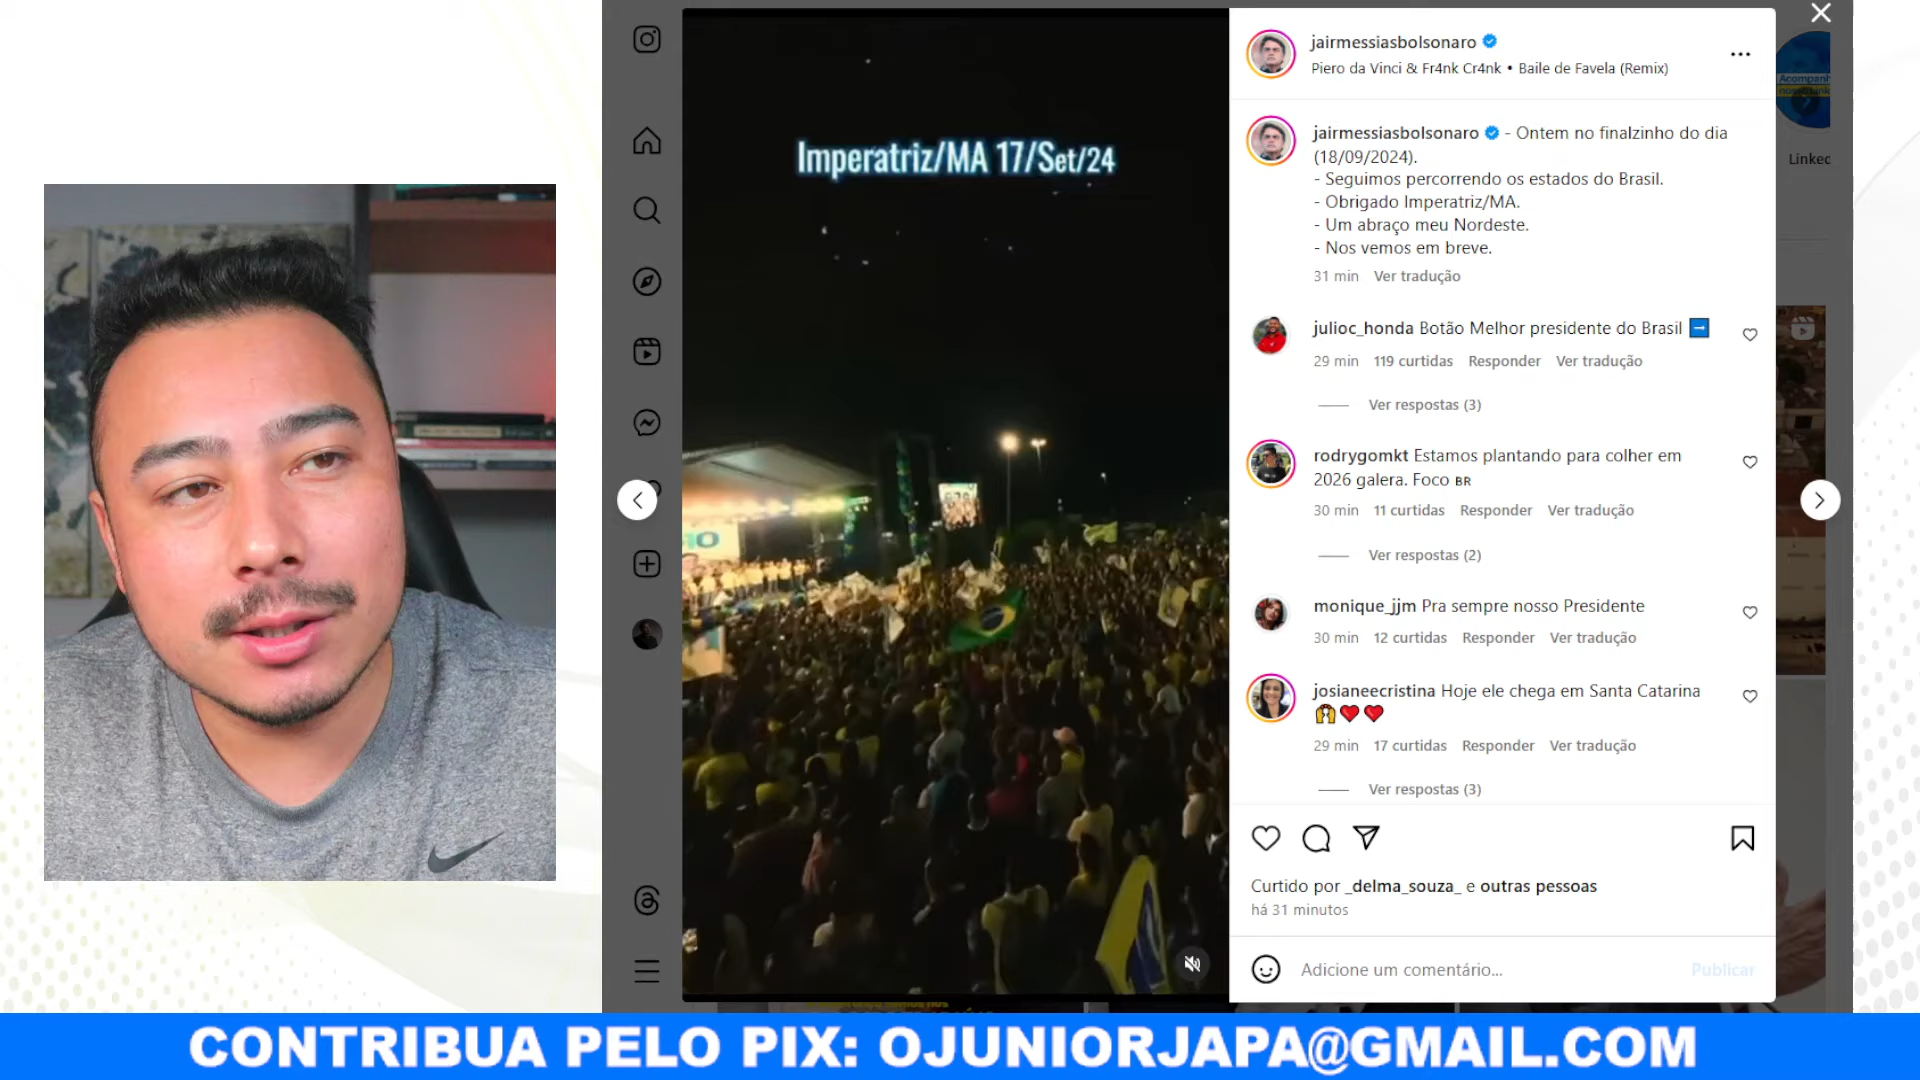 Imperatriz/MA 17/Set/24
jairmessiasbolsonaro
Piero da Vinci & Fr4nk Cr4nk • Baile de Favela (Remix)
jairmessiasbolsonaro - Ontem no finalzinho do dia
(18/09/2024).
- Seguimos percorrendo os estados do Brasil.
- Obrigado Imperatriz/MA.
- Um abraço meu Nordeste.
- Nos vemos em breve.
31 min Ver tradução
julioc_honda Botão Melhor presidente do Brasil
29 min 119 curtidas Responder Ver tradução
Ver respostas (3)
rodrygomkt Estamos plantando para colher em
2026 galera. Foco BR
30 min 11 curtidas Responder Ver tradução
Ver respostas (2)
monique_jjm Pra sempre nosso Presidente
30 min 12 curtidas Responder Ver tradução
josianeecristina Hoje ele chega em Santa Catarina
29 min 17 curtidas Responder Ver tradução
Ver respostas (3)
Curtido por _delma_souza_ e outras pessoas
há 31 minutos
Adicione um comentário...
Publicar
Linked
CONTRIBUA PELO PIX: OJUNIORJAPA@GMAIL.COM